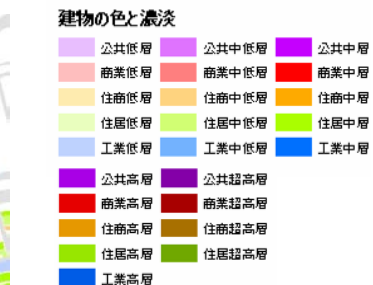 建物の色と濃淡
公共低層 公共中低層 公共中層
商業低層 商業中低層 商業中層
住商低層 住商中低層 住商中層
住居低層 住居中低層 住居中層
工業低層 工業中低層 工業中層
公共高層 公共超高層
商業高層 商業超高層
住商高層 住商超高層
住居高層 住居超高層
工業高層